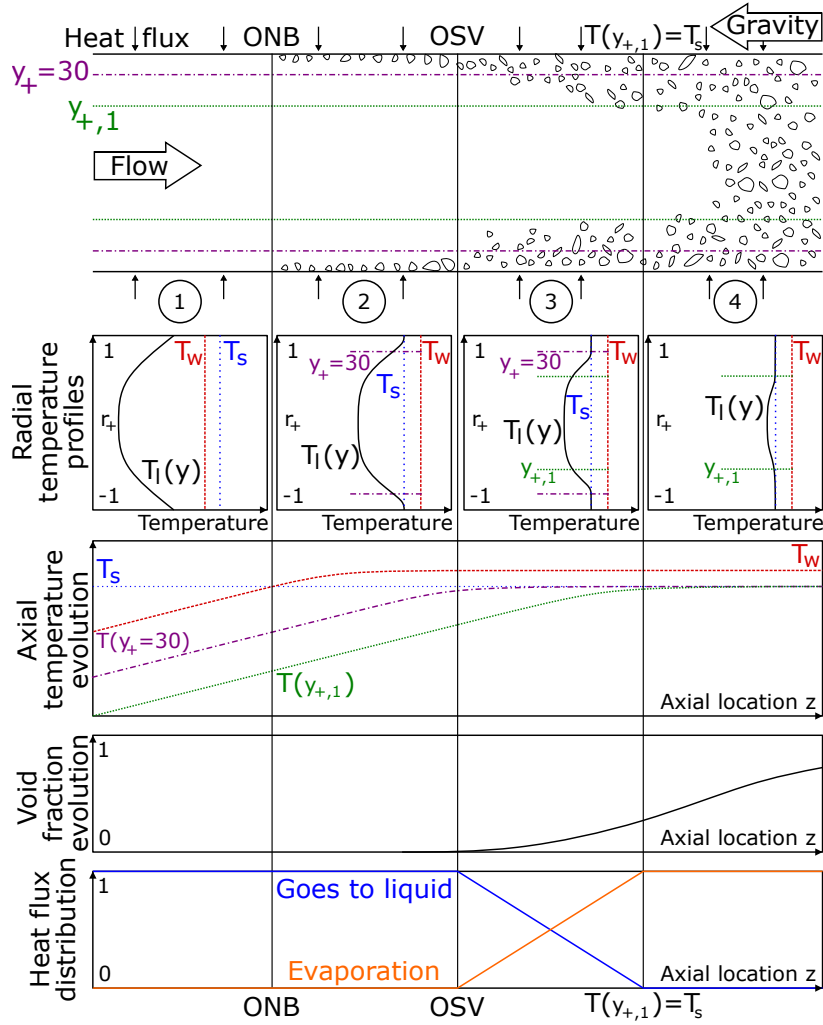 Heat flux ONB OSV T(y+,1)=Ts Gravity
y+=30
y+,1
Flow
1 2 3 4
Radial temperature profiles
1 Tw Ts
r+
Tl(y)
-1
Temperature
1 y+=30 Tw
Ts
r+
Tl(y)
-1
Temperature
1 y+=30 Tw
Ts
r+ Tl(y)
y+,1
-1
Temperature
1 Tw
r+ Tl(y)
Ts
y+,1
-1
Temperature
Axial temperature evolution
Ts Tw
T(y+=30)
T(y+,1)
Axial location z
Void fraction evolution
1
0 Axial location z
Heat flux distribution
1 Goes to liquid
0 Evaporation Axial location z
ONB OSV T(y+,1)=Ts